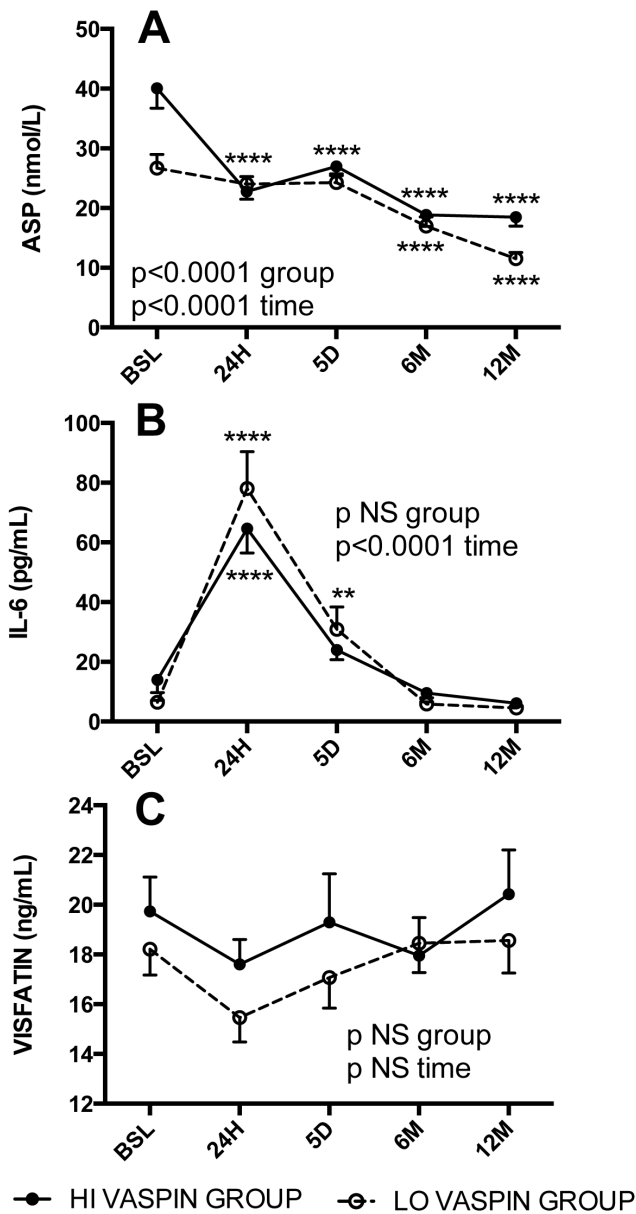 A
50
40
30
20
10
0
ASP (nmol/L)
****
****
****
****
****
****
p<0.0001 group
p<0.0001 time
BSL 24H 5D 6M 12M
B
100
80
60
40
20
0
IL-6 (pg/mL)
****
****
**
p NS group
p<0.0001 time
BSL 24H 5D 6M 12M
C
24
22
20
18
16
14
12
VISFATIN (ng/mL)
p NS group
p NS time
BSL 24H 5D 6M 12M
HI VASPIN GROUP LO VASPIN GROUP